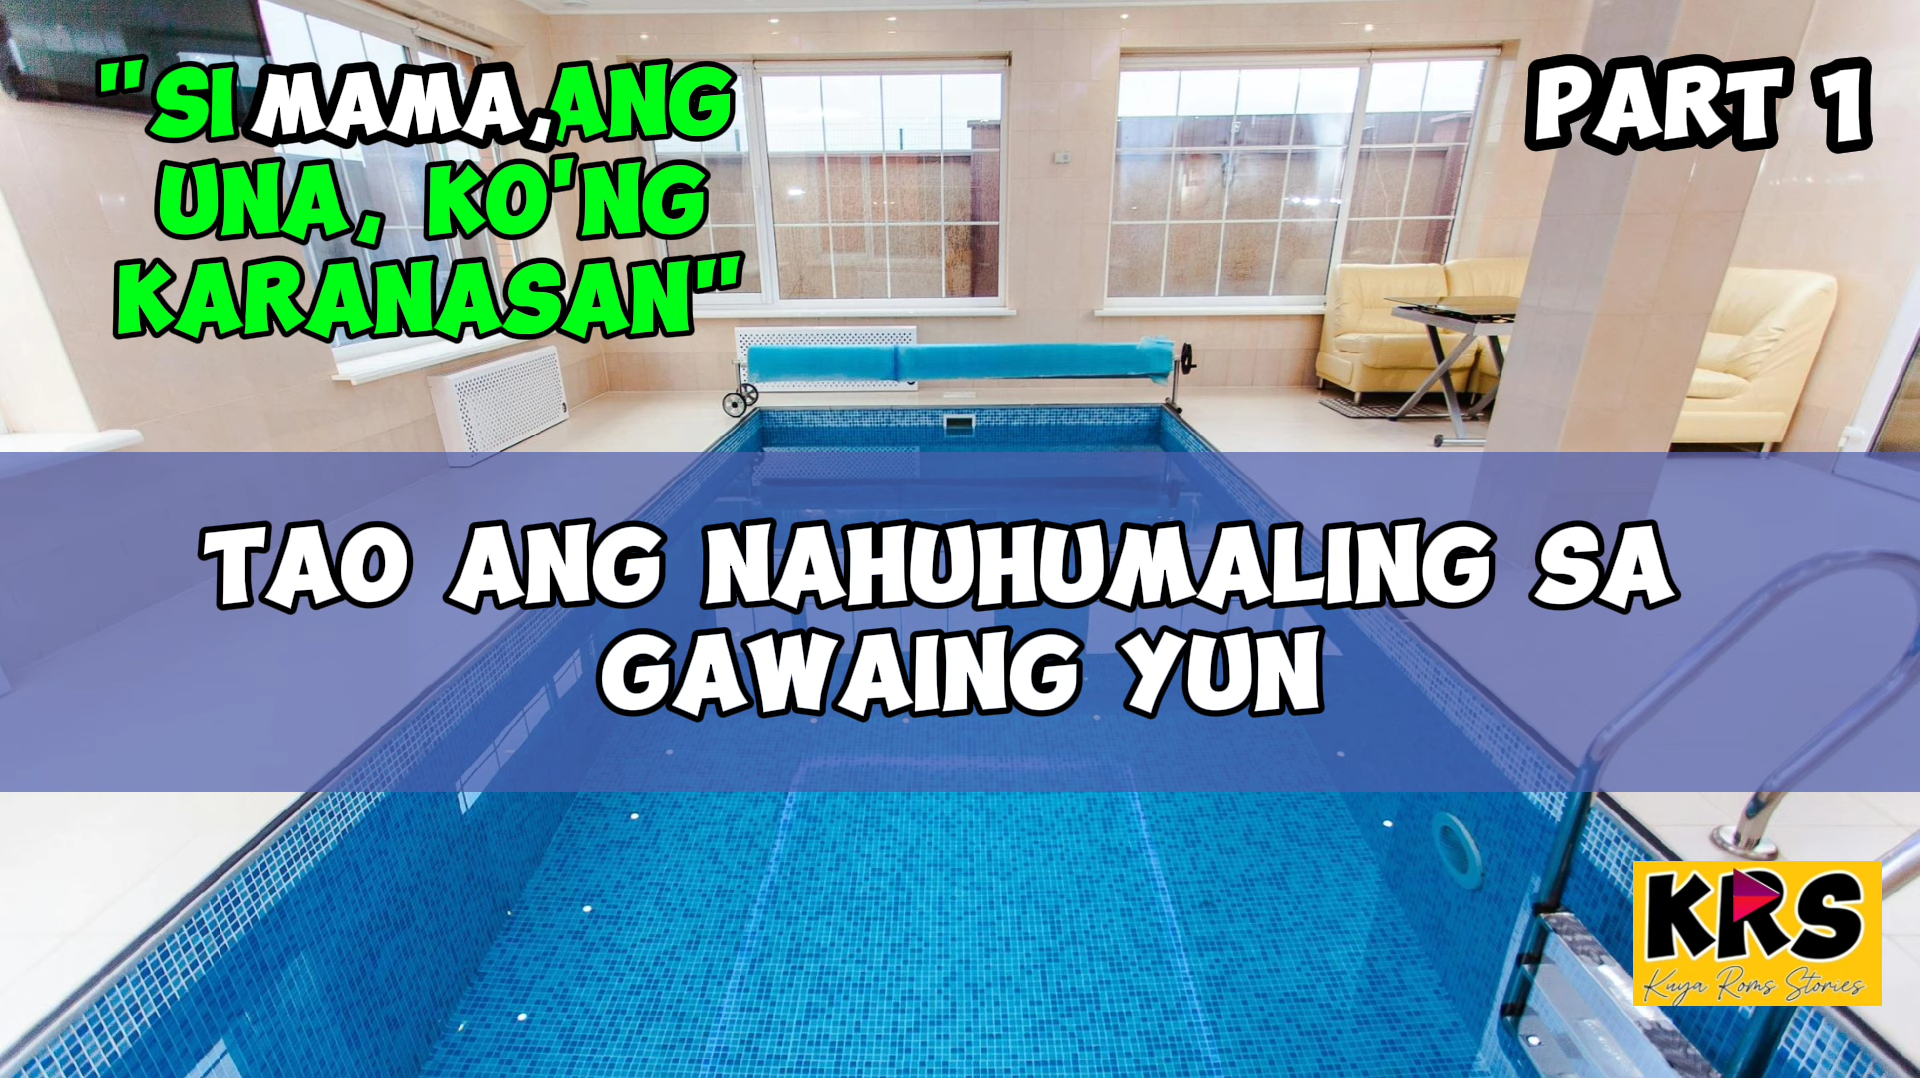 "SI MAMA, ANG
UNA, KO'NG
KARANASAN"
PART 1
TAO ANG NAHUHUMALING SA
GAWAING YUN
KRS
Kuya Roms Stories